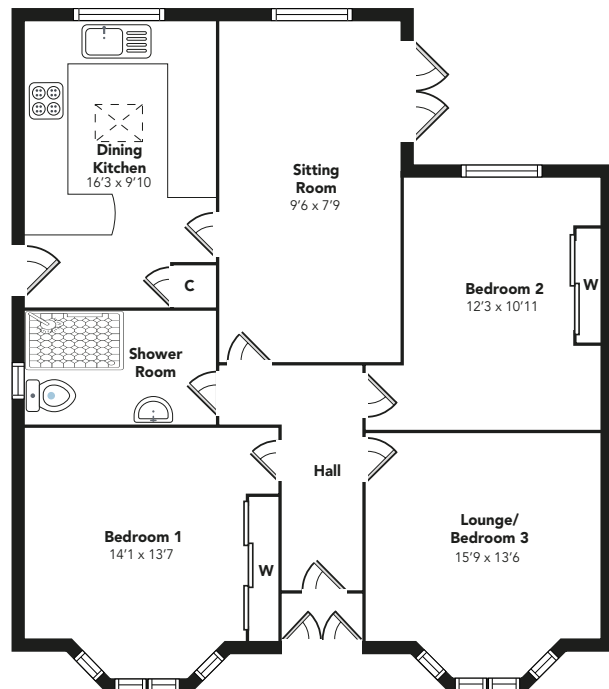 Dining
Kitchen
16'3 x 9'10
Sitting
Room
9'6 x 7'9
Bedroom 2
12'3 x 10'11
W
C
Shower
Room
Hall
Bedroom 1
14'1 x 13'7
W
Lounge/
Bedroom 3
15'9 x 13'6